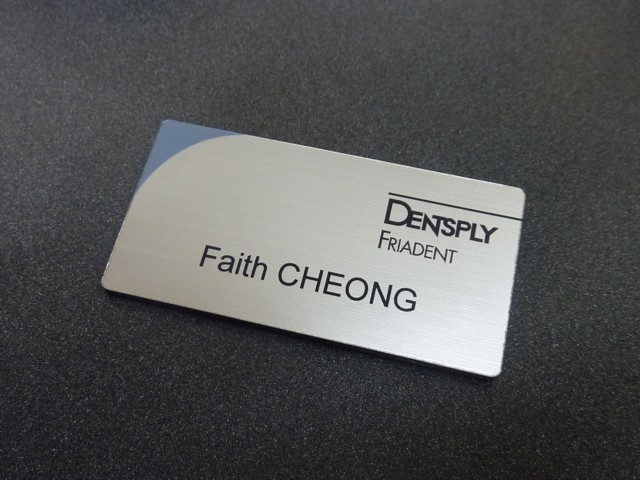 DENTSPLY
FRIADENT
Faith CHEONG